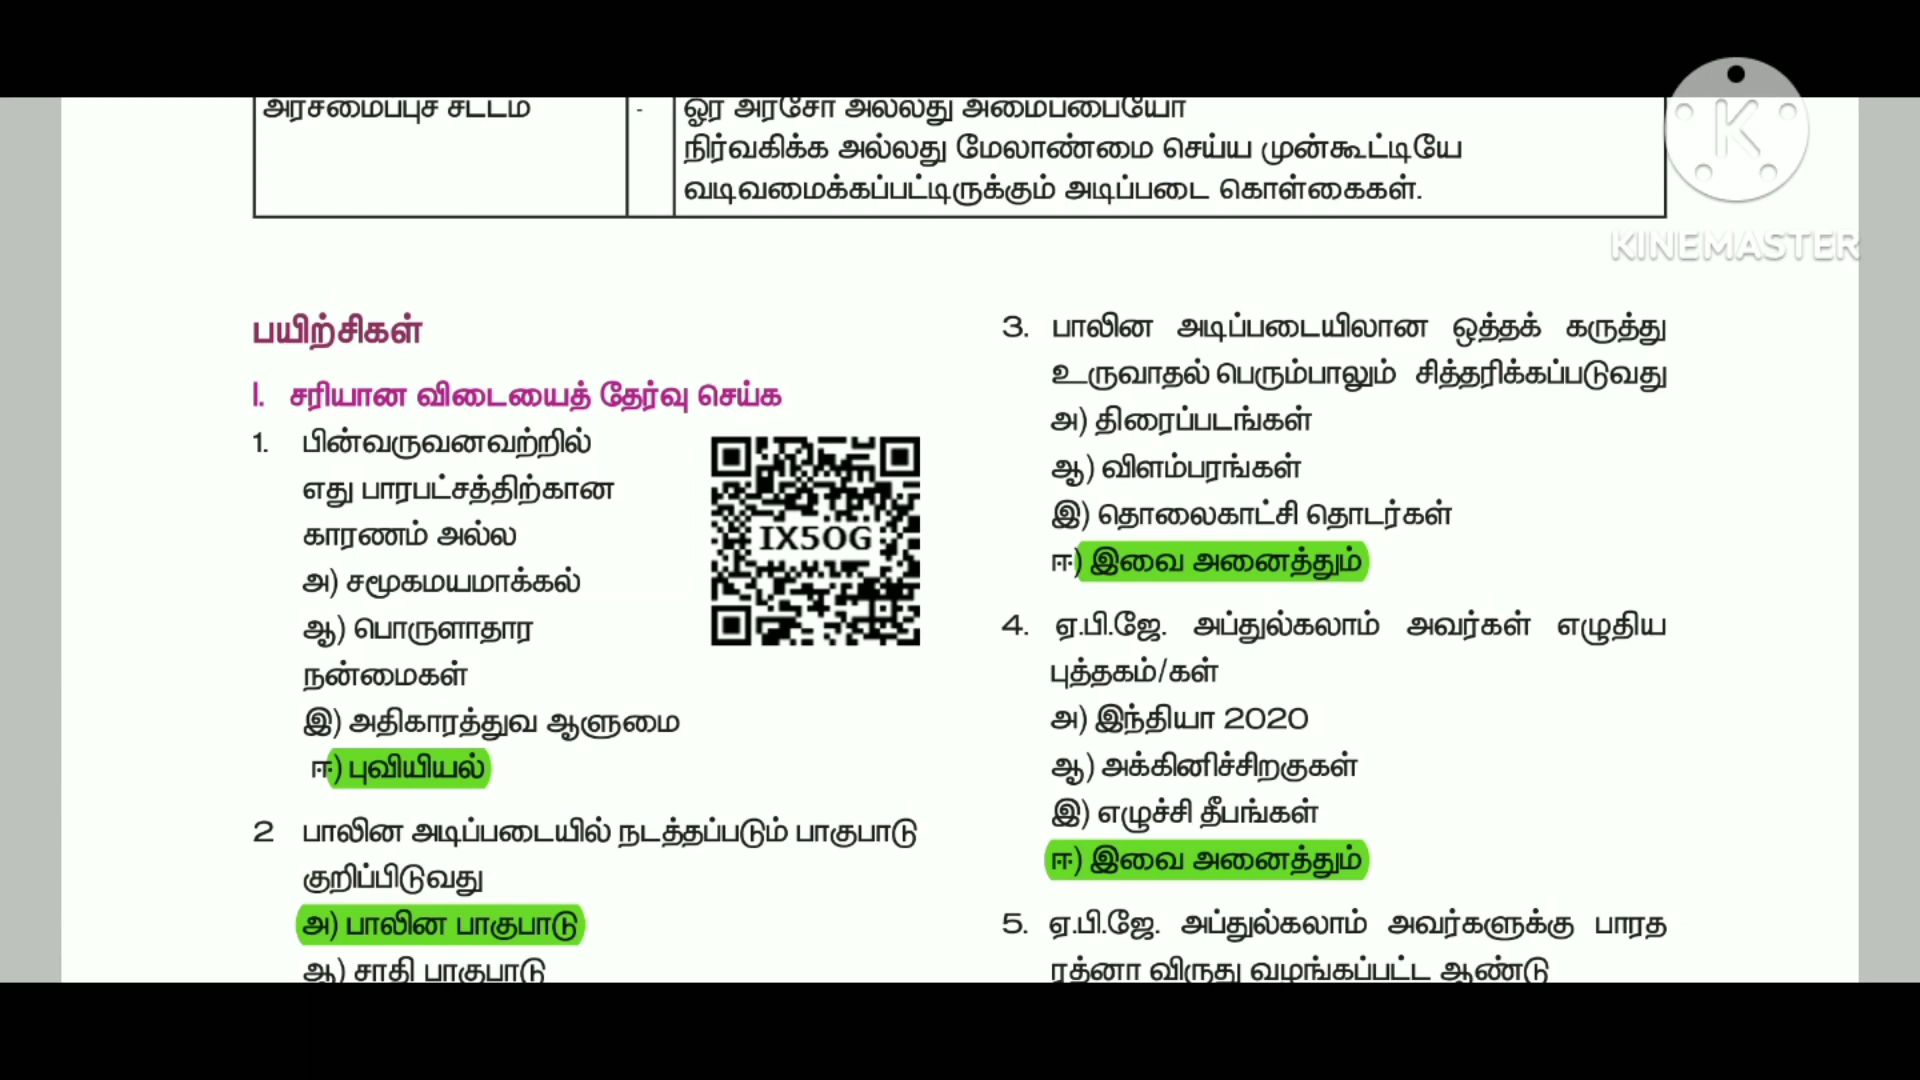 அரசமைப்புச் சட்டம் - ஓர் அரசோ அல்லது அமைப்பையோ
நிர்வகிக்க அல்லது மேலாண்மை செய்ய முன்கூட்டியே
வடிவமைக்கப்பட்டிருக்கும் அடிப்படை கொள்கைகள்.
K
KINEMASTER
பயிற்சிகள்
I. சரியான விடையைத் தேர்வு செய்க
1. பின்வருவனவற்றில்
எது பாரபட்சத்திற்கான
காரணம் அல்ல
அ) சமூகமயமாக்கல்
ஆ) பொருளாதார
நன்மைகள்
இ) அதிகாரத்துவ ஆளுமை
ஈ) புவியியல்
IX5OG
2 பாலின அடிப்படையில் நடத்தப்படும் பாகுபாடு
குறிப்பிடுவது
அ) பாலின பாகுபாடு
ஆ) சாதி பாகுபாடு
3. பாலின அடிப்படையிலான ஒத்தக் கருத்து
உருவாதல் பெரும்பாலும் சித்தரிக்கப்படுவது
அ) திரைப்படங்கள்
ஆ) விளம்பரங்கள்
இ) தொலைகாட்சி தொடர்கள்
ஈ) இவை அனைத்தும்
4. ஏ.பி.ஜே. அப்துல்கலாம் அவர்கள் எழுதிய
புத்தகம்/கள்
அ) இந்தியா 2020
ஆ) அக்கினிச்சிறகுகள்
இ) எழுச்சி தீபங்கள்
ஈ) இவை அனைத்தும்
5. ஏ.பி.ஜே. அப்துல்கலாம் அவர்களுக்கு பாரத
ரத்னா விருது வழங்கப்பட்ட ஆண்டு